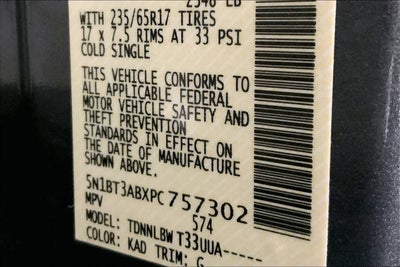 2546 LB
WITH 235/65R17 TIRES
17 x 7.5 RIMS AT 33 PSI
COLD SINGLE
THIS VEHICLE CONFORMS TO
ALL APPLICABLE FEDERAL
MOTOR VEHICLE SAFETY AND
THEFT PREVENTION
STANDARDS IN EFFECT ON
THE DATE OF MANUFACTURE
SHOWN ABOVE.
5N1BT3ABXPC757302
MPV 574
MODEL: TDNNLBW T33UUA-----
COLOR: KAD TRIM: G